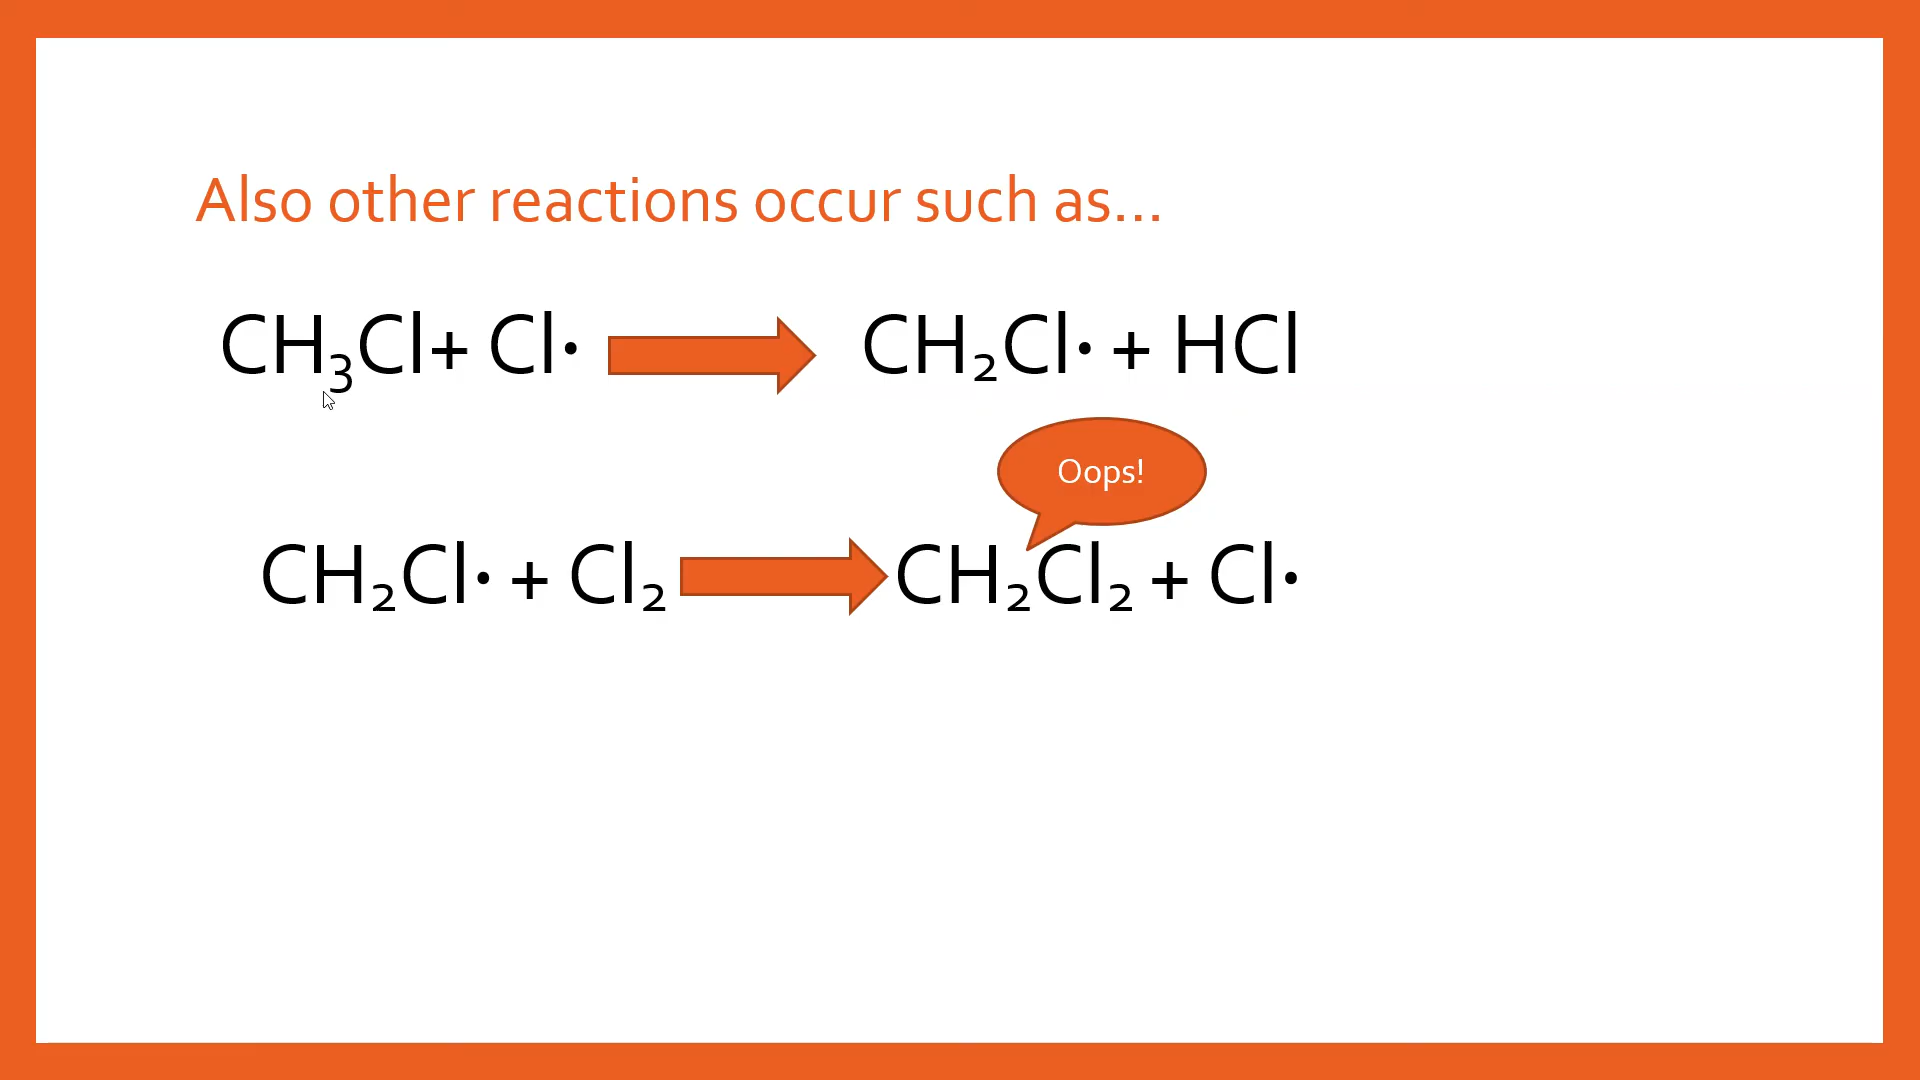 Also other reactions occur such as...
CH₃Cl+ Cl• CH₂Cl• + HCl
Oops!
CH₂Cl• + Cl₂ CH₂Cl₂ + Cl•